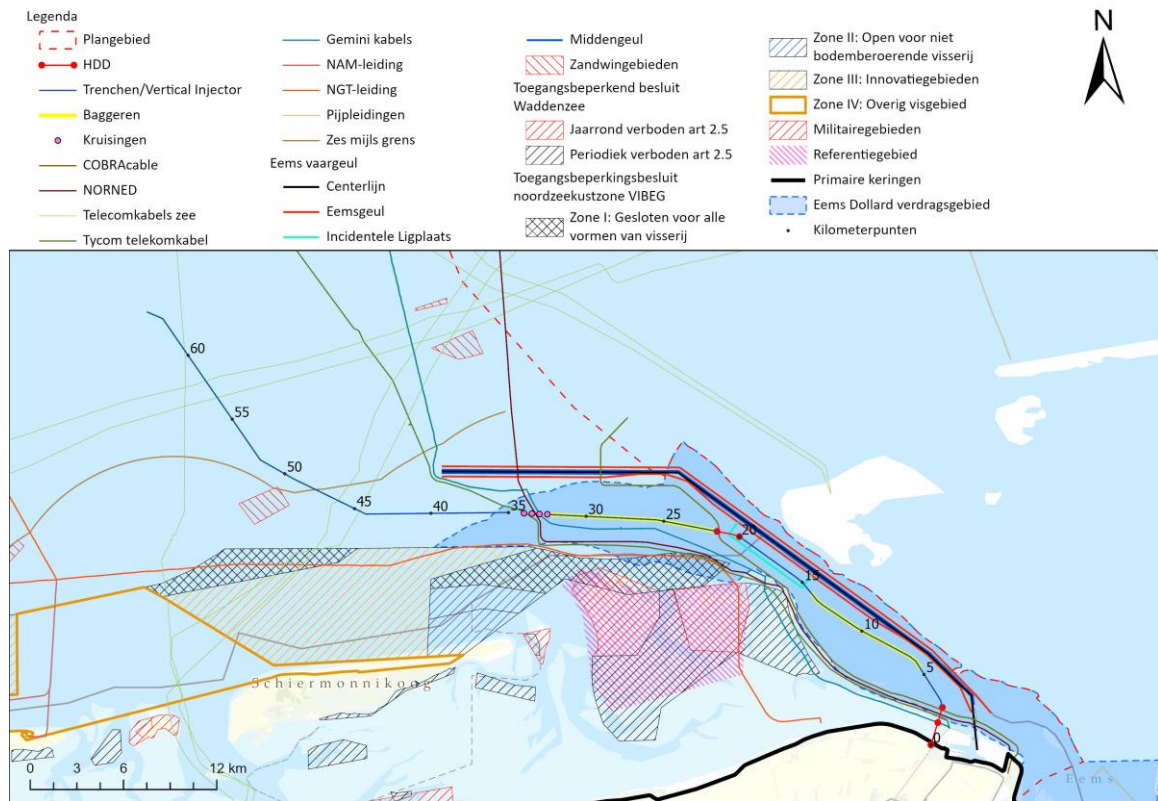 Legenda
Plangebied
HDD
Trenchen/Vertical Injector
Baggeren
Kruisingen
COBRAcable
NORNED
Telecomkabels zee
Tycom telekomkabel
Gemini kabels
NAM-leiding
NGT-leiding
Pijpleidingen
Zes mijls grens
Eems vaargeul
Centerlijn
Eemsgeul
Incidentele Ligplaats
Middengeul
Zandwingebieden
Toegangsbeperkend besluit
Waddenzee
Jaarrond verboden art 2.5
Periodiek verboden art 2.5
Toegangsbeperkingsbesluit
noordzeekustzone VIBEG
Zone I: Gesloten voor alle
vormen van visserij
Zone II: Open voor niet
bodemberoerende visserij
Zone III: Innovatiegebieden
Zone IV: Overig visgebied
Militairegebieden
Referentiegebied
Primaire keringen
Eems Dollard verdragsgebied
Kilometerpunten
N
60
55
50
45
40
35
30
25
20
15
10
5
0
Schiermonnikoog
Eems
0 3 6 12 km